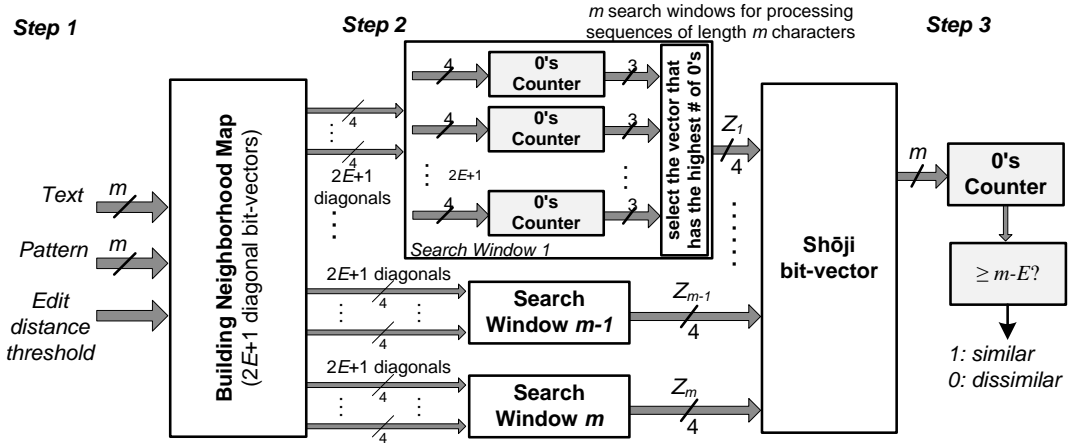 Step 1
Step 2
m search windows for processing
sequences of length m characters
Step 3
Text
m
Pattern
m
Edit
distance
threshold
Building Neighborhood Map
(2E+1 diagonal bit-vectors)
4
4
2E+1
diagonals
4
0's
Counter
3
4
0's
Counter
3
2E+1
4
0's
Counter
3
Search Window 1
select the vector that
has the highest # of 0's
Z1
4
2E+1 diagonals
4
4
Search
Window m-1
Zm-1
4
2E+1 diagonals
4
4
Search
Window m
Zm
4
Shōji
bit-vector
m
0's
Counter
≥ m-E?
1: similar
0: dissimilar